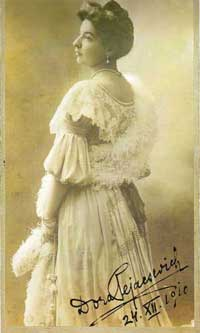 Dora Pejacsevich
24. XII. 1910